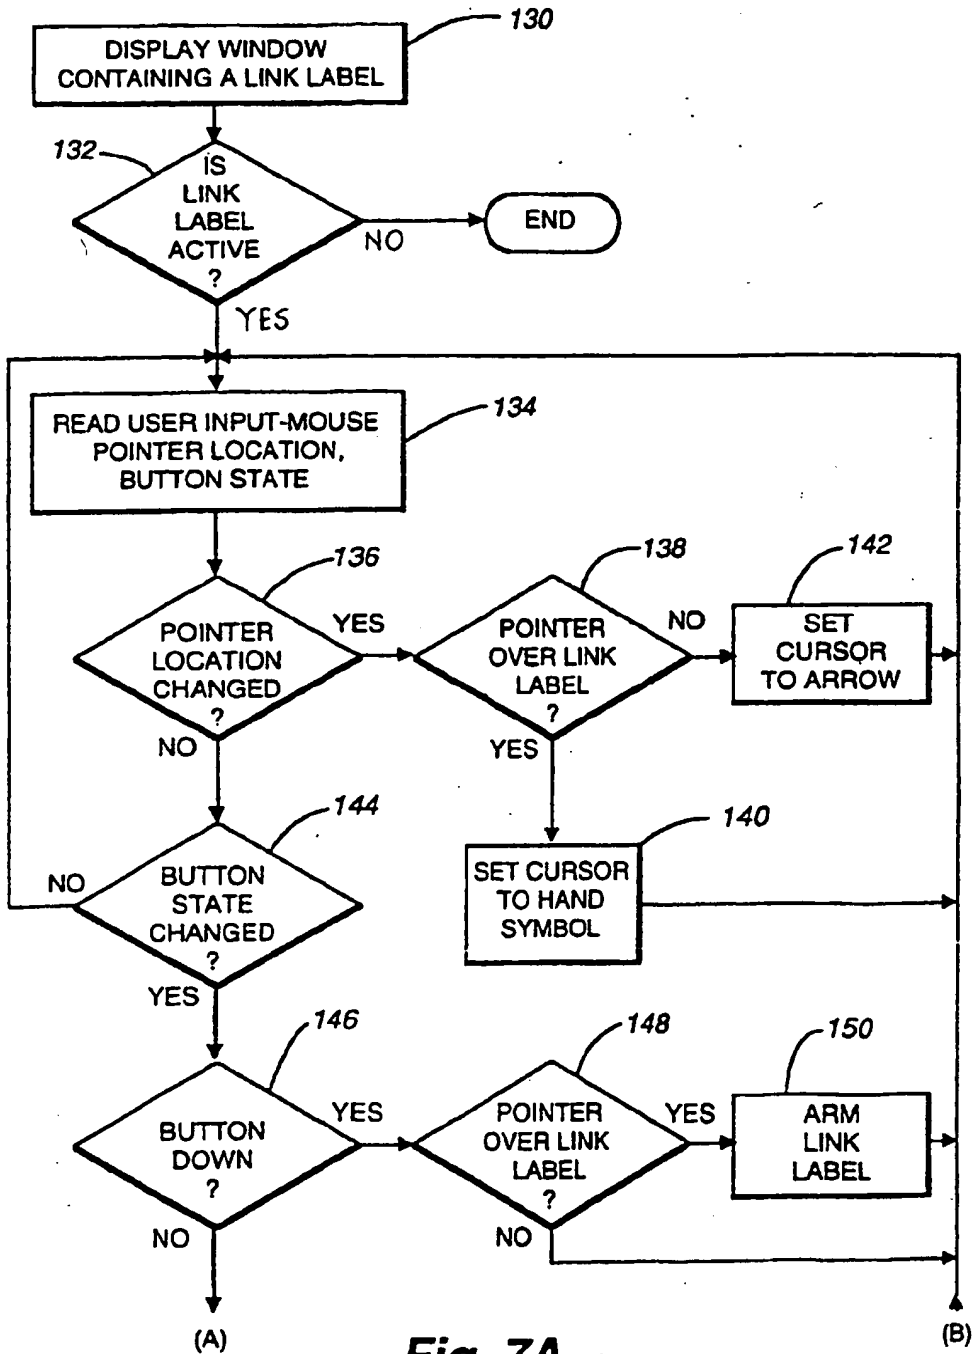 130
DISPLAY WINDOW
CONTAINING A LINK LABEL
132
IS
LINK
LABEL
ACTIVE
?
NO
END
YES
READ USER INPUT-MOUSE
POINTER LOCATION,
BUTTON STATE
134
136
POINTER
LOCATION
CHANGED
?
YES
NO
138
POINTER
OVER LINK
LABEL
?
NO
YES
142
SET
CURSOR
TO ARROW
140
SET CURSOR
TO HAND
SYMBOL
144
BUTTON
STATE
CHANGED
?
NO
YES
146
BUTTON
DOWN
?
YES
NO
148
POINTER
OVER LINK
LABEL
?
YES
NO
150
ARM
LINK
LABEL
(A)
(B)
Fig. 7A